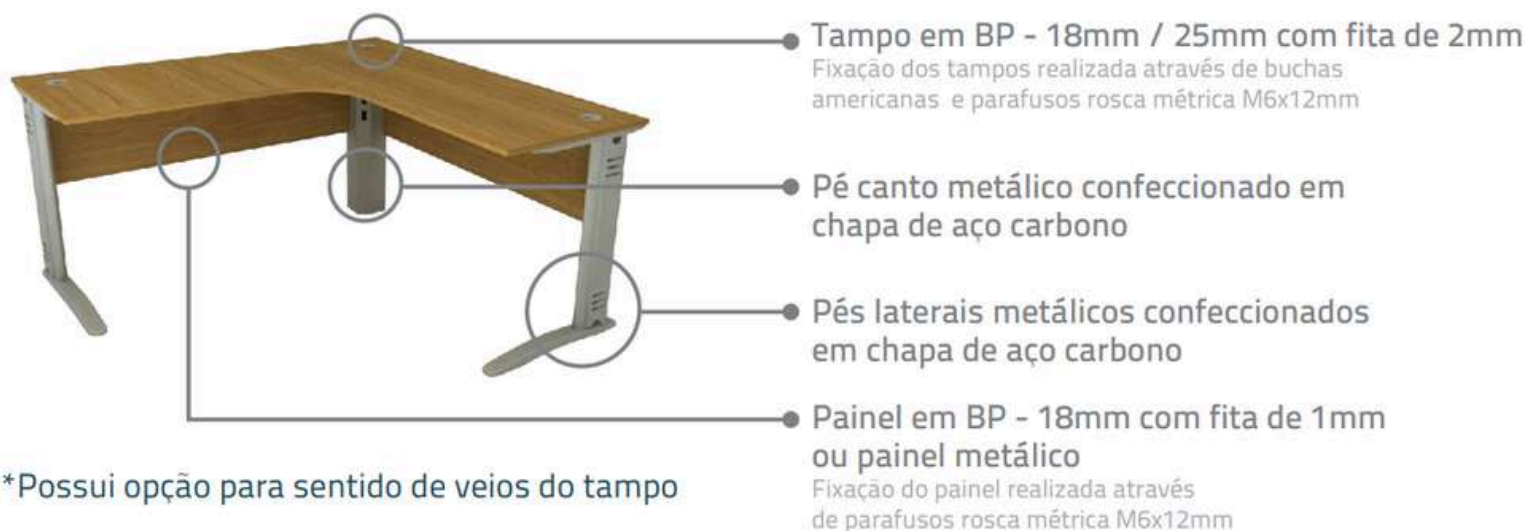 Tampo em BP - 18mm / 25mm com fita de 2mm
Fixação dos tampos realizada através de buchas
americanas e parafusos rosca métrica M6x12mm
Pé canto metálico confeccionado em
chapa de aço carbono
Pés laterais metálicos confeccionados
em chapa de aço carbono
Painel em BP - 18mm com fita de 1mm
ou painel metálico
Fixação do painel realizada através
de parafusos rosca métrica M6x12mm
*Possui opção para sentido de veios do tampo